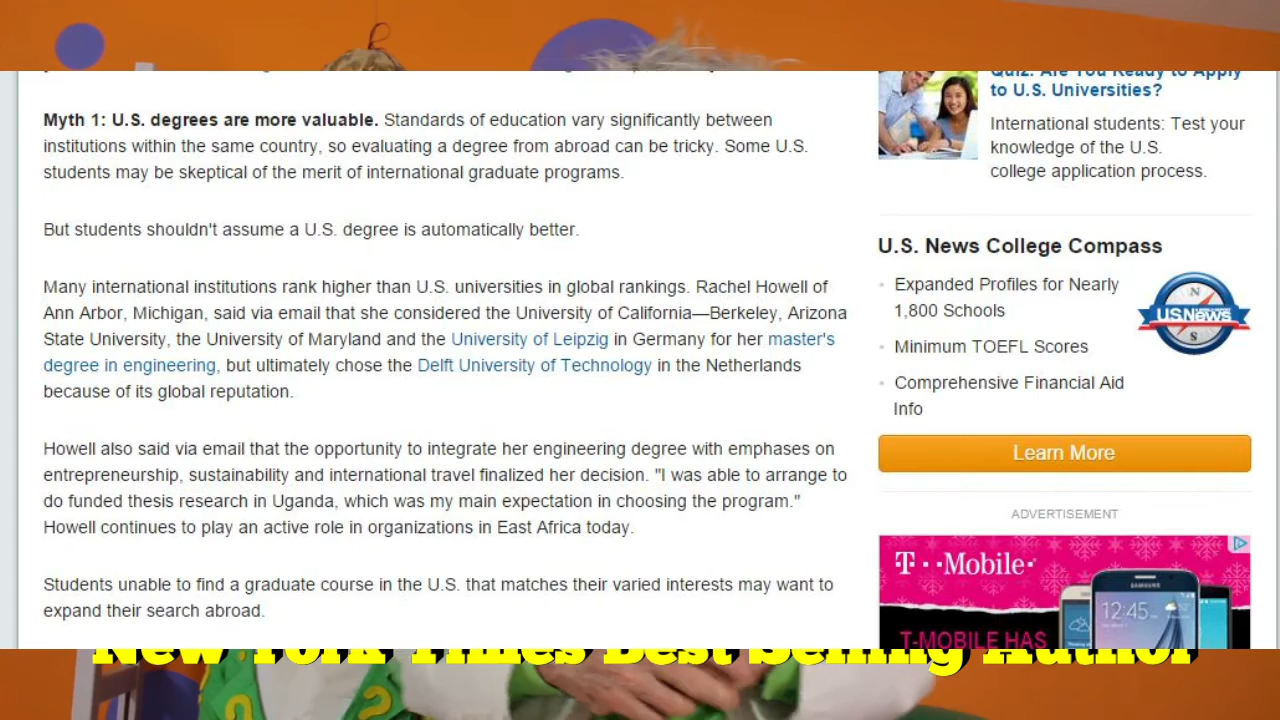 Myth 1: U.S. degrees are more valuable. Standards of education vary significantly between
institutions within the same country, so evaluating a degree from abroad can be tricky. Some U.S.
students may be skeptical of the merit of international graduate programs.
But students shouldn't assume a U.S. degree is automatically better.
Many international institutions rank higher than U.S. universities in global rankings. Rachel Howell of
Ann Arbor, Michigan, said via email that she considered the University of California—Berkeley, Arizona
State University, the University of Maryland and the University of Leipzig in Germany for her master's
degree in engineering, but ultimately chose the Delft University of Technology in the Netherlands
because of its global reputation.
Howell also said via email that the opportunity to integrate her engineering degree with emphases on
entrepreneurship, sustainability and international travel finalized her decision. "I was able to arrange to
do funded thesis research in Uganda, which was my main expectation in choosing the program."
Howell continues to play an active role in organizations in East Africa today.
Students unable to find a graduate course in the U.S. that matches their varied interests may want to
expand their search abroad.
Quiz: Are You Ready to Apply
to U.S. Universities?
International students: Test your
knowledge of the U.S.
college application process.
U.S. News College Compass
Expanded Profiles for Nearly
1,800 Schools
Minimum TOEFL Scores
Comprehensive Financial Aid
Info
N
U.S.News
S
Learn More
ADVERTISEMENT
T··Mobile·
SAMSUNG
12:45
T-MOBILE HAS
New York Times Best Selling Author
? ?